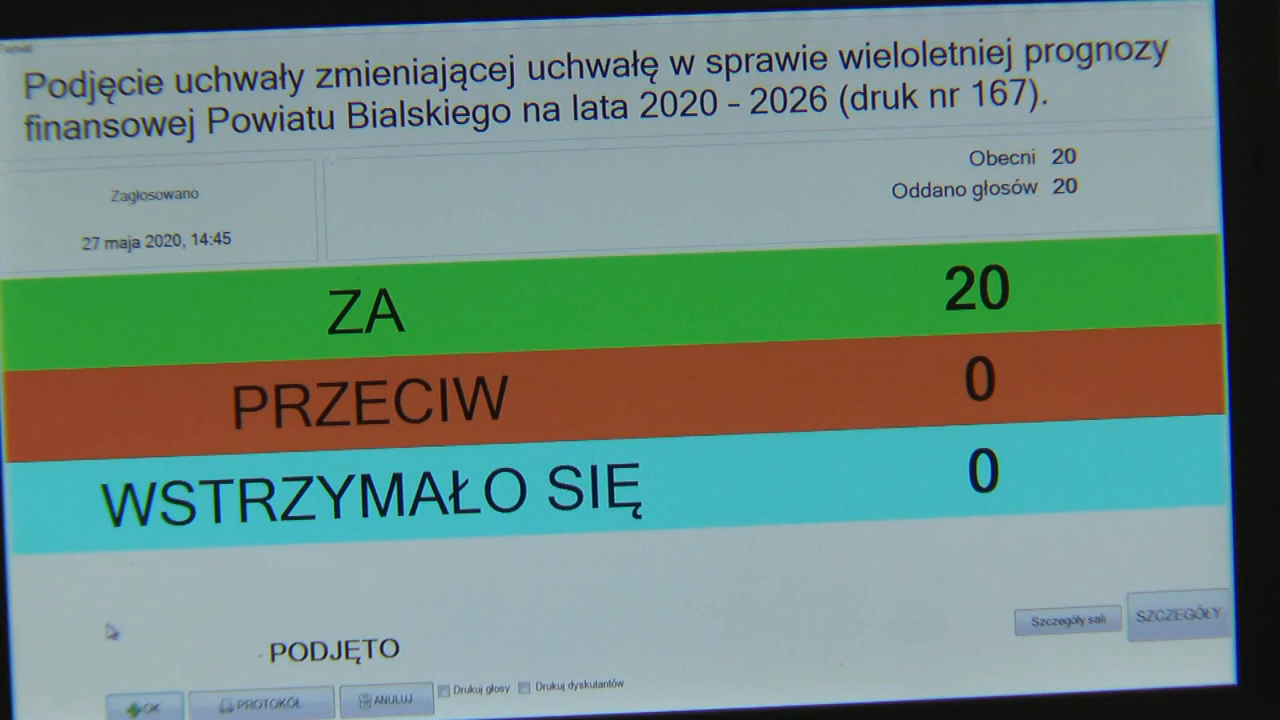 Temat
Podjęcie uchwały zmieniającej uchwałę w sprawie wieloletniej prognozy
finansowej Powiatu Bialskiego na lata 2020 - 2026 (druk nr 167).
Obecni 20
Zagłosowano
Oddano głosów 20
27 maja 2020, 14:45
ZA 20
PRZECIW 0
WSTRZYMAŁO SIĘ 0
Szczegóły sali
SZCZEGÓŁY
PODJĘTO
OK
PROTOKÓŁ
ANULUJ
Drukuj głosy
Drukuj dyskutantów